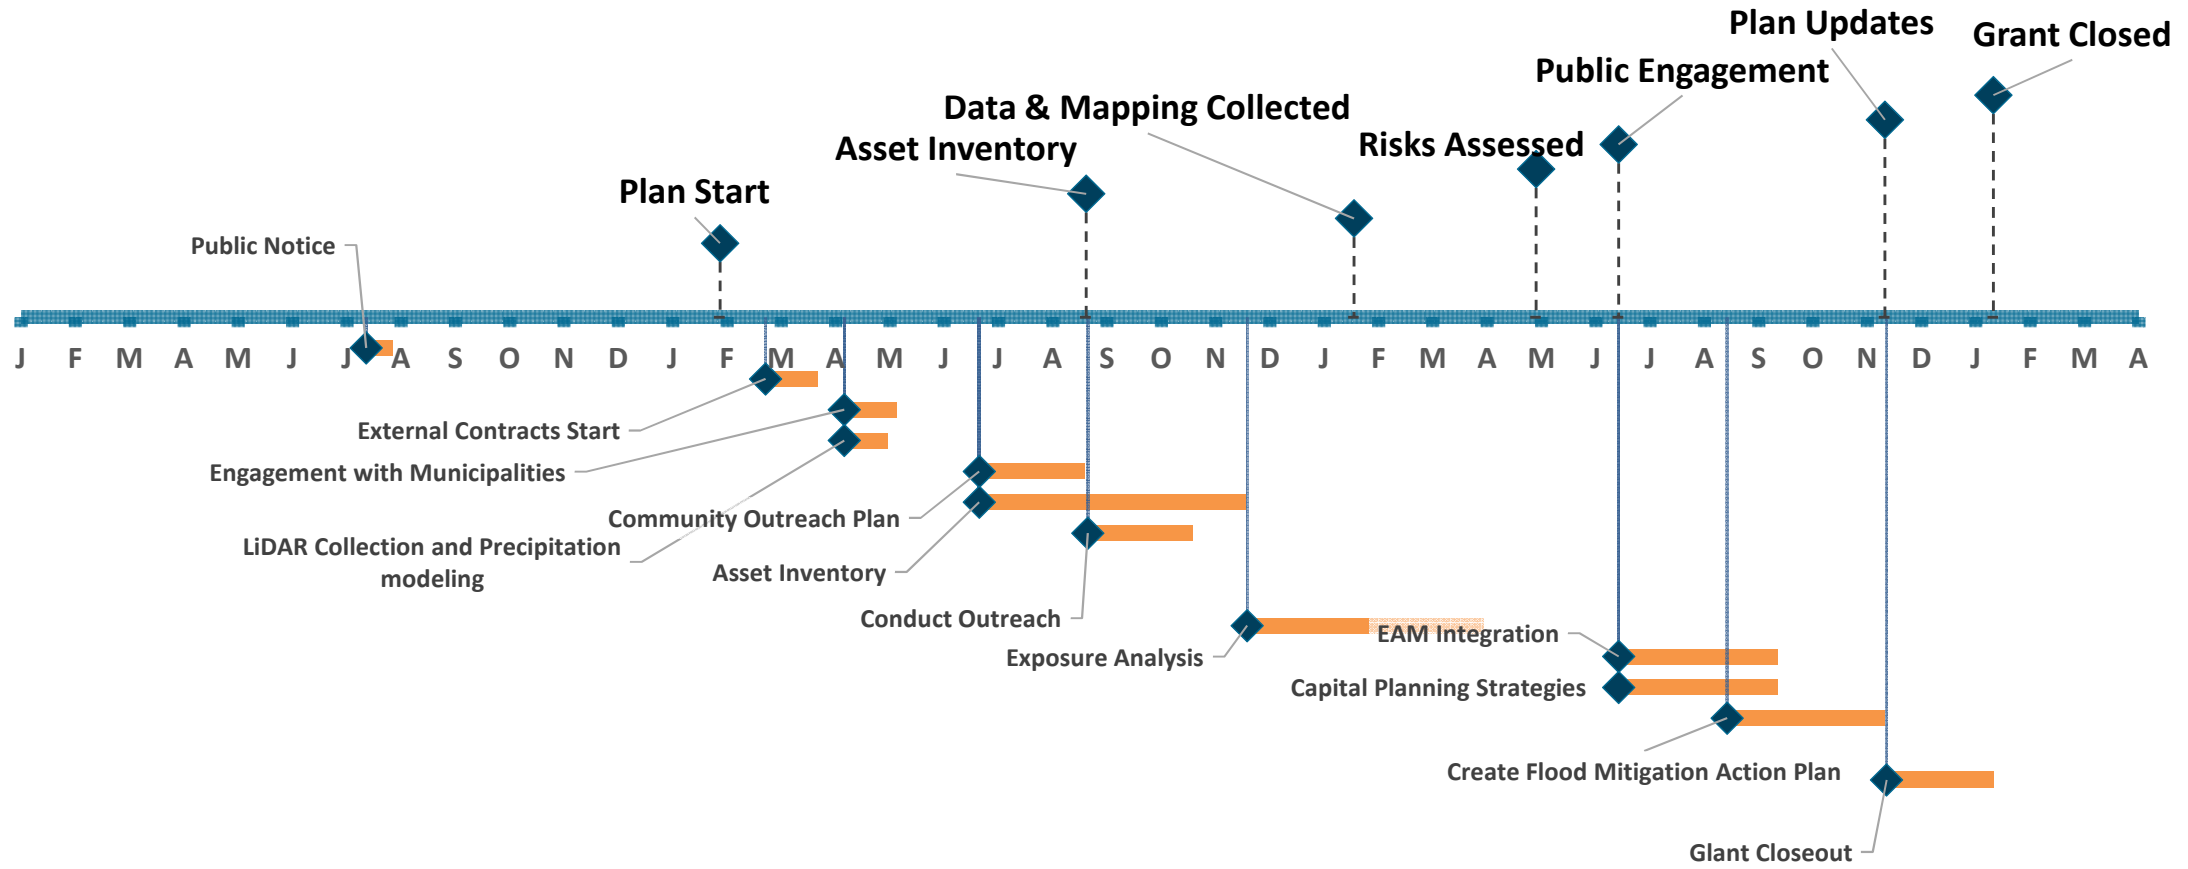 Plan Updates
Grant Closed
Public Engagement
Data & Mapping Collected
Asset Inventory
Risks Assessed
Plan Start
Public Notice
J F M A M J J A S O N D J F M A M J J A S O N D J F M A M J J A S O N D J F M A
External Contracts Start
Engagement with Municipalities
Community Outreach Plan
LiDAR Collection and Precipitation
modeling
Asset Inventory
Conduct Outreach
EAM Integration
Exposure Analysis
Capital Planning Strategies
Create Flood Mitigation Action Plan
Glant Closeout